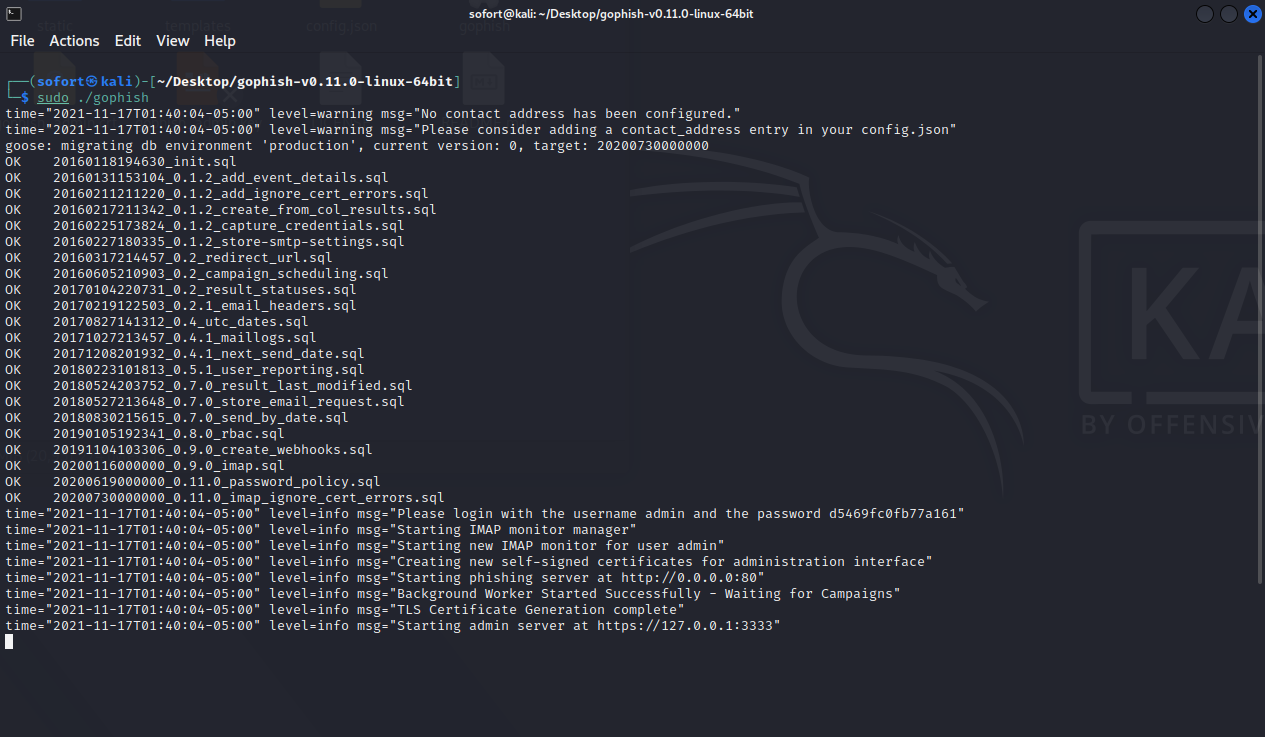 static templates config.json gophish
sofort@kali: ~/Desktop/gophish-v0.11.0-linux-64bit
File Actions Edit View Help
┌──(sofort㉿kali)-[~/Desktop/gophish-v0.11.0-linux-64bit]
└─$ sudo ./gophish
time="2021-11-17T01:40:04-05:00" level=warning msg="No contact address has been configured."
time="2021-11-17T01:40:04-05:00" level=warning msg="Please consider adding a contact_address entry in your config.json"
goose: migrating db environment 'production', current version: 0, target: 20200730000000
OK    20160118194630_init.sql
OK    20160131153104_0.1.2_add_event_details.sql
OK    20160211211220_0.1.2_add_ignore_cert_errors.sql
OK    20160217211342_0.1.2_create_from_col_results.sql
OK    20160225173824_0.1.2_capture_credentials.sql
OK    20160227180335_0.1.2_store-smtp-settings.sql
OK    20160317214457_0.2_redirect_url.sql
OK    20160605210903_0.2_campaign_scheduling.sql
OK    20170104220731_0.2_result_statuses.sql
OK    20170219122503_0.2.1_email_headers.sql
OK    20170827141312_0.4_utc_dates.sql
OK    20171027213457_0.4.1_maillogs.sql
OK    20171208201932_0.4.1_next_send_date.sql
OK    20180223101813_0.5.1_user_reporting.sql
OK    20180524203752_0.7.0_result_last_modified.sql
OK    20180527213648_0.7.0_store_email_request.sql
OK    20180830215615_0.7.0_send_by_date.sql
OK    20190105192341_0.8.0_rbac.sql
OK    20191104103306_0.9.0_create_webhooks.sql
OK    20200116000000_0.9.0_imap.sql
OK    20200619000000_0.11.0_password_policy.sql
OK    20200730000000_0.11.0_imap_ignore_cert_errors.sql
time="2021-11-17T01:40:04-05:00" level=info msg="Please login with the username admin and the password d5469fc0fb77a161"
time="2021-11-17T01:40:04-05:00" level=info msg="Starting IMAP monitor manager"
time="2021-11-17T01:40:04-05:00" level=info msg="Starting new IMAP monitor for user admin"
time="2021-11-17T01:40:04-05:00" level=info msg="Creating new self-signed certificates for administration interface"
time="2021-11-17T01:40:04-05:00" level=info msg="Starting phishing server at http://0.0.0.0:80"
time="2021-11-17T01:40:04-05:00" level=info msg="Background Worker Started Successfully - Waiting for Campaigns"
time="2021-11-17T01:40:04-05:00" level=info msg="TLS Certificate Generation complete"
time="2021-11-17T01:40:04-05:00" level=info msg="Starting admin server at https://127.0.0.1:3333"
KA
BY OFFENSIV